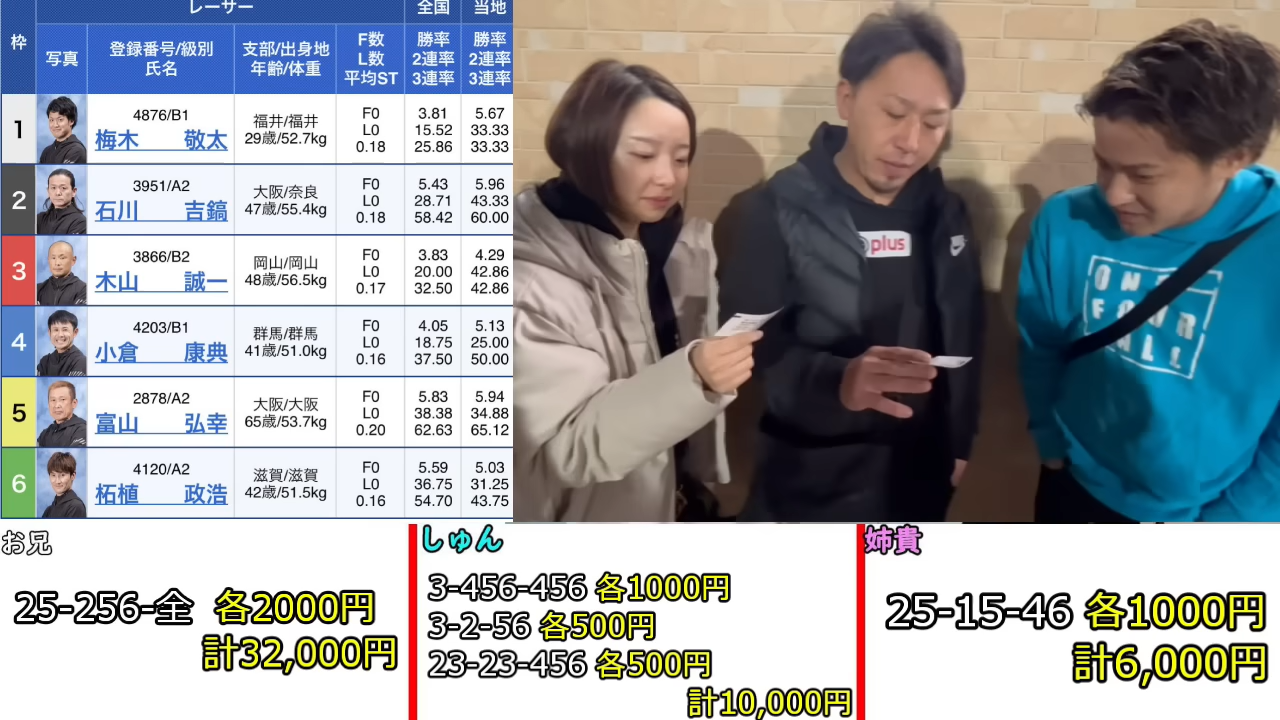 レーサー
全国
当地
枠
写真
登録番号/級別
氏名
支部/出身地
年齢/体重
F数
L数
平均ST
勝率
2連率
3連率
勝率
2連率
3連率
1
4876/B1
梅木 敬太
福井/福井
29歳/52.7kg
F0
L0
0.18
3.81
15.52
25.86
5.67
33.33
33.33
2
3951/A2
石川 吉鎬
大阪/奈良
47歳/55.4kg
F0
L0
0.18
5.43
28.71
58.42
5.96
43.33
60.00
3
3866/B2
木山 誠一
岡山/岡山
48歳/56.5kg
F0
L0
0.17
3.83
20.00
32.50
4.29
42.86
42.86
4
4203/B1
小倉 康典
群馬/群馬
41歳/51.0kg
F0
L0
0.16
4.05
18.75
37.50
5.13
25.00
50.00
5
2878/A2
富山 弘幸
大阪/大阪
65歳/53.7kg
F0
L0
0.20
5.83
38.38
62.63
5.94
34.88
65.12
6
4120/A2
柘植 政浩
滋賀/滋賀
42歳/51.5kg
F0
L0
0.16
5.59
36.75
54.70
5.03
31.25
43.75
plus
ONE
FOUR
ALL
お兄
25-256-全 各2000円
計32,000円
しゅん
3-456-456 各1000円
3-2-56 各500円
23-23-456 各500円
計10,000円
姉貴
25-15-46 各1000円
計6,000円